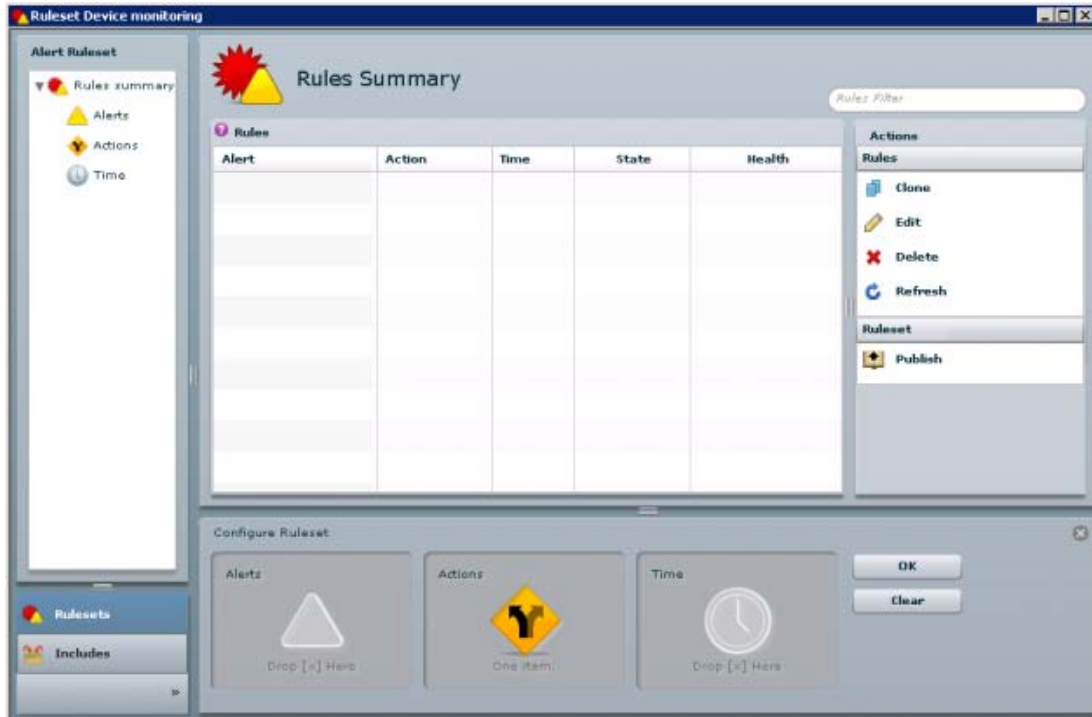 Ruleset Device monitoring
Alert Ruleset
Rules summary
Alerts
Actions
Time
Rules Summary
Rules Filter
Rules
Alert Action Time State Health
Actions
Rules
Clone
Edit
Delete
Refresh
Ruleset
Publish
Configure Ruleset
Alerts
Drop [x] Here
Actions
One item.
Time
Drop [x] Here
OK
Clear
Rulesets
Includes
»